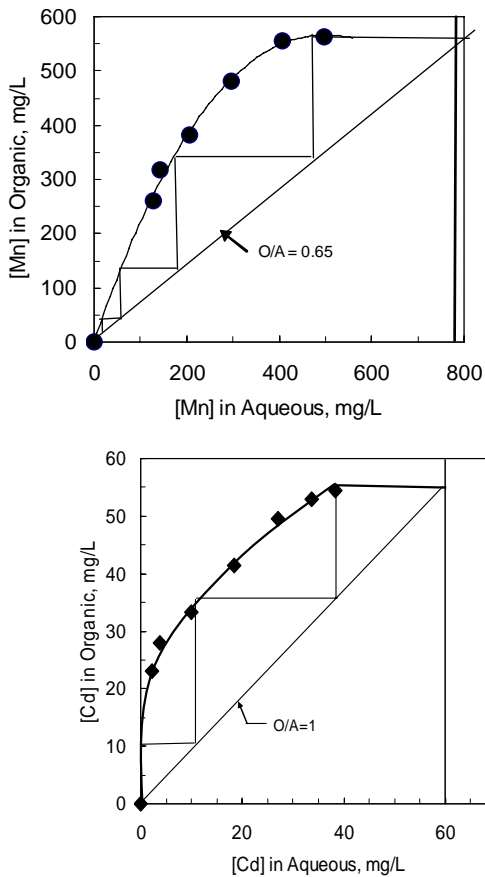 600
500
400
300
200
100
0
[Mn] in Organic, mg/L
O/A = 0.65
0 200 400 600 800
[Mn] in Aqueous, mg/L
60
50
40
30
20
10
0
[Cd] in Organic, mg/L
O/A=1
0 20 40 60
[Cd] in Aqueous, mg/L